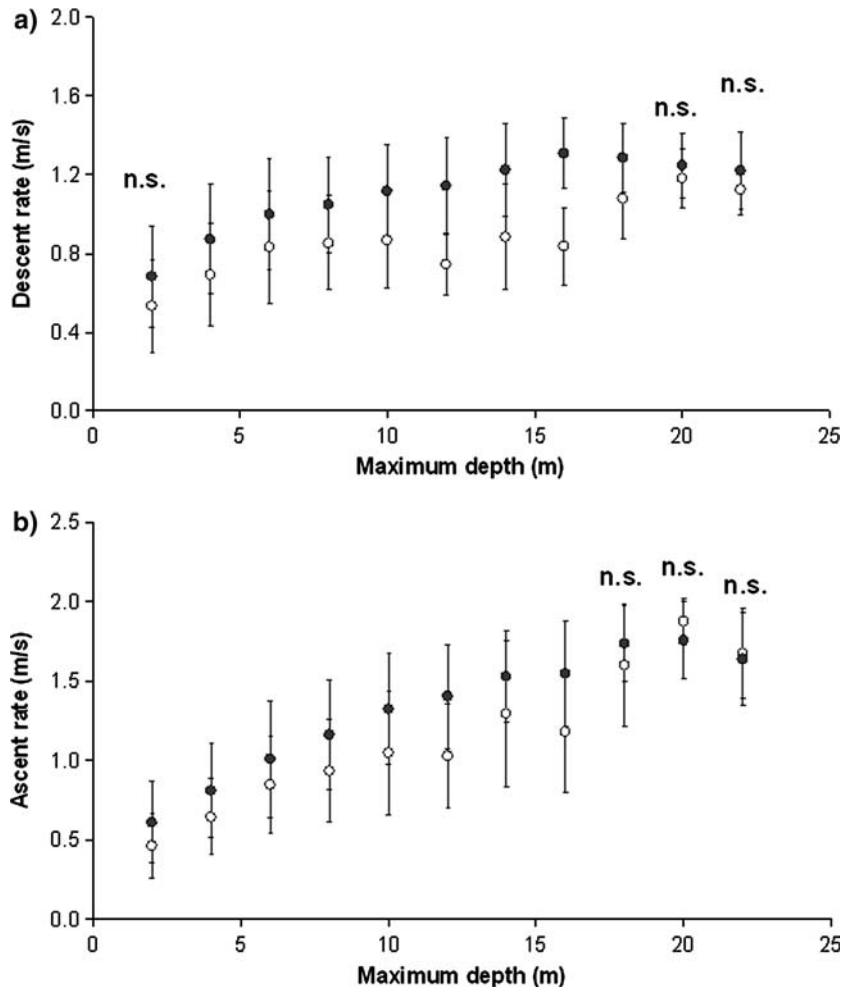 a)
2.0
1.6
1.2
0.8
0.4
0.0
Descent rate (m/s)
n.s.
n.s.
n.s.
0 5 10 15 20 25
Maximum depth (m)
b)
2.5
2.0
1.5
1.0
0.5
0.0
Ascent rate (m/s)
n.s.
n.s.
n.s.
0 5 10 15 20 25
Maximum depth (m)